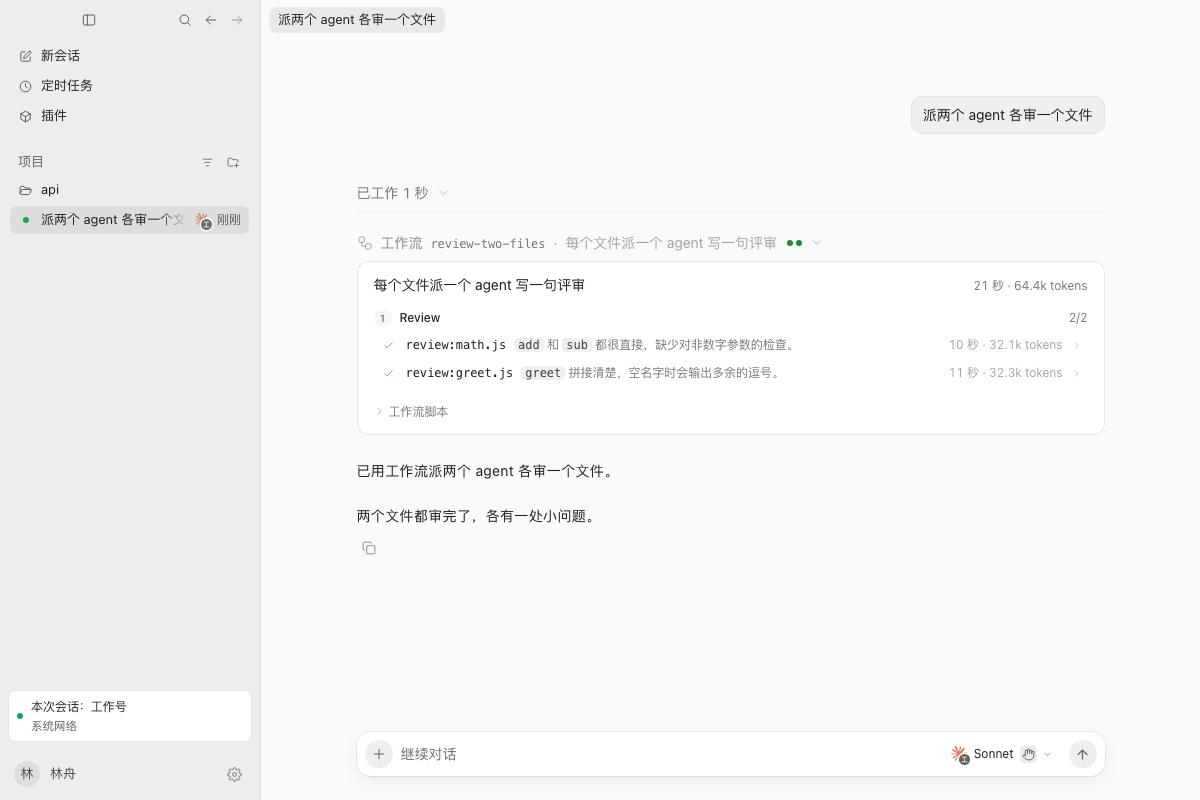 派两个 agent 各审一个文件
新会话
定时任务
插件
项目
api
派两个 agent 各审一个文 工 刚刚
本次会话：工作号
系统网络
林 林舟
派两个 agent 各审一个文件
已工作 1 秒
工作流 review-two-files · 每个文件派一个 agent 写一句评审
每个文件派一个 agent 写一句评审 21 秒 · 64.4k tokens
1 Review 2/2
review:math.js add 和 sub 都很直接，缺少对非数字参数的检查。 10 秒 · 32.1k tokens
review:greet.js greet 拼接清楚，空名字时会输出多余的逗号。 11 秒 · 32.3k tokens
工作流脚本
已用工作流派两个 agent 各审一个文件。
两个文件都审完了，各有一处小问题。
继续对话 工 Sonnet